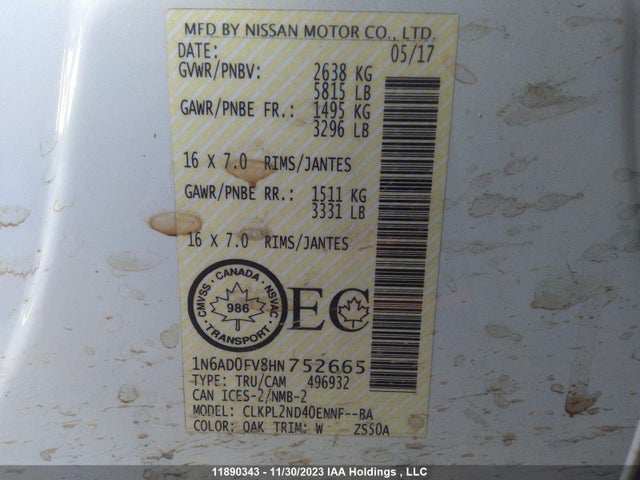 MFD BY NISSAN MOTOR CO., LTD.
DATE: 05/17
GVWR/PNBV: 2638 KG
5815 LB
GAWR/PNBE FR.: 1495 KG
3296 LB
16 X 7.0 RIMS/JANTES
GAWR/PNBE RR.: 1511 KG
3331 LB
16 X 7.0 RIMS/JANTES
CANADA
CMVSS
NSVAC
986
TRANSPORT
EC
1N6AD0FV8HN752665
TYPE: TRU/CAM 496932
CAN ICES-2/NMB-2
MODEL: CLKPL2ND40ENNF--BA
COLOR: QAK TRIM: W ZS50A
11890343 - 11/30/2023 IAA Holdings , LLC